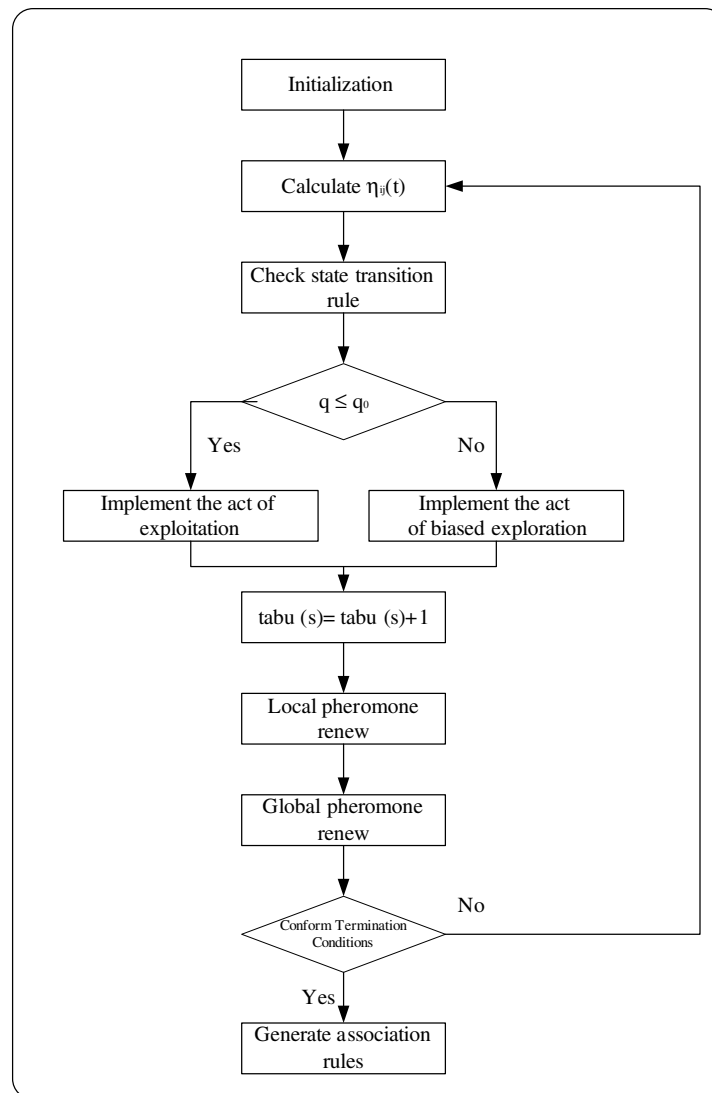 Initialization
Calculate ηij(t)
Check state transition
rule
q ≤ q0
Yes
No
Implement the act of
exploitation
Implement the act
of biased exploration
tabu (s)= tabu (s)+1
Local pheromone
renew
Global pheromone
renew
No
Conform Termination
Conditions
Yes
Generate association
rules